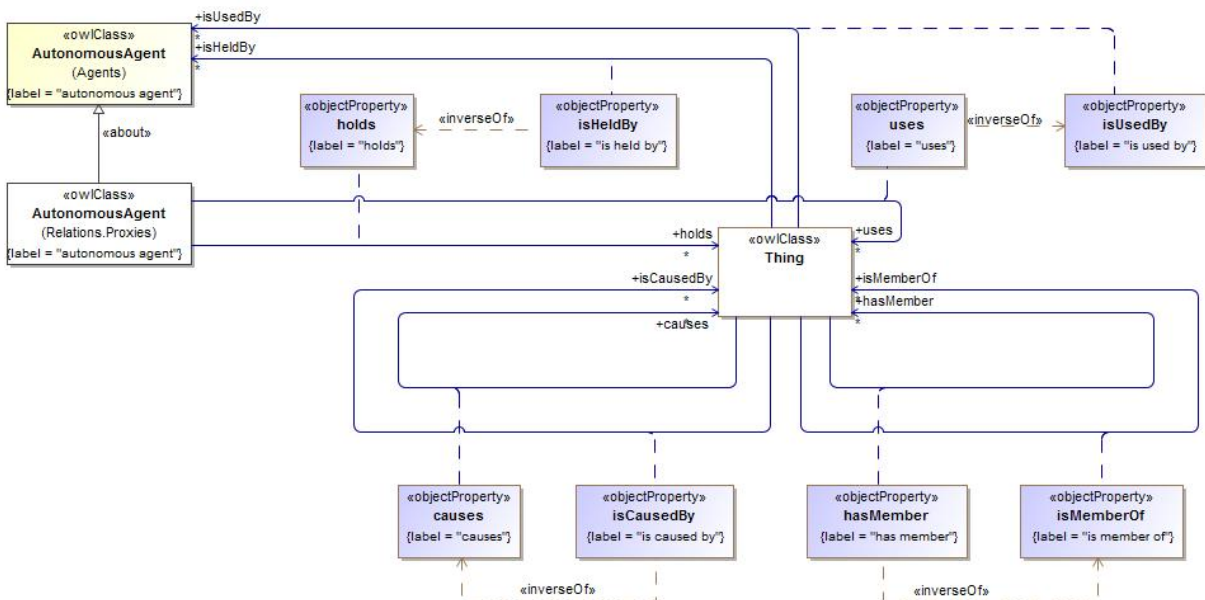 +isUsedBy
*
«owlClass»
AutonomousAgent
(Agents)
{label = "autonomous agent"}
+isHeldBy
*
«about»
«objectProperty»
holds
{label = "holds"}
«inverseOf»
«objectProperty»
isHeldBy
{label = "is held by"}
«objectProperty»
uses
{label = "uses"}
«inverseOf»
«objectProperty»
isUsedBy
{label = "is used by"}
«owlClass»
AutonomousAgent
(Relations.Proxies)
{label = "autonomous agent"}
+holds
*
«owlClass»
Thing
+uses
*
+isCausedBy
*
+causes
*
+isMemberOf
*
+hasMember
*
«objectProperty»
causes
{label = "causes"}
«objectProperty»
isCausedBy
{label = "is caused by"}
«objectProperty»
hasMember
{label = "has member"}
«objectProperty»
isMemberOf
{label = "is member of"}
«inverseOf»
«inverseOf»